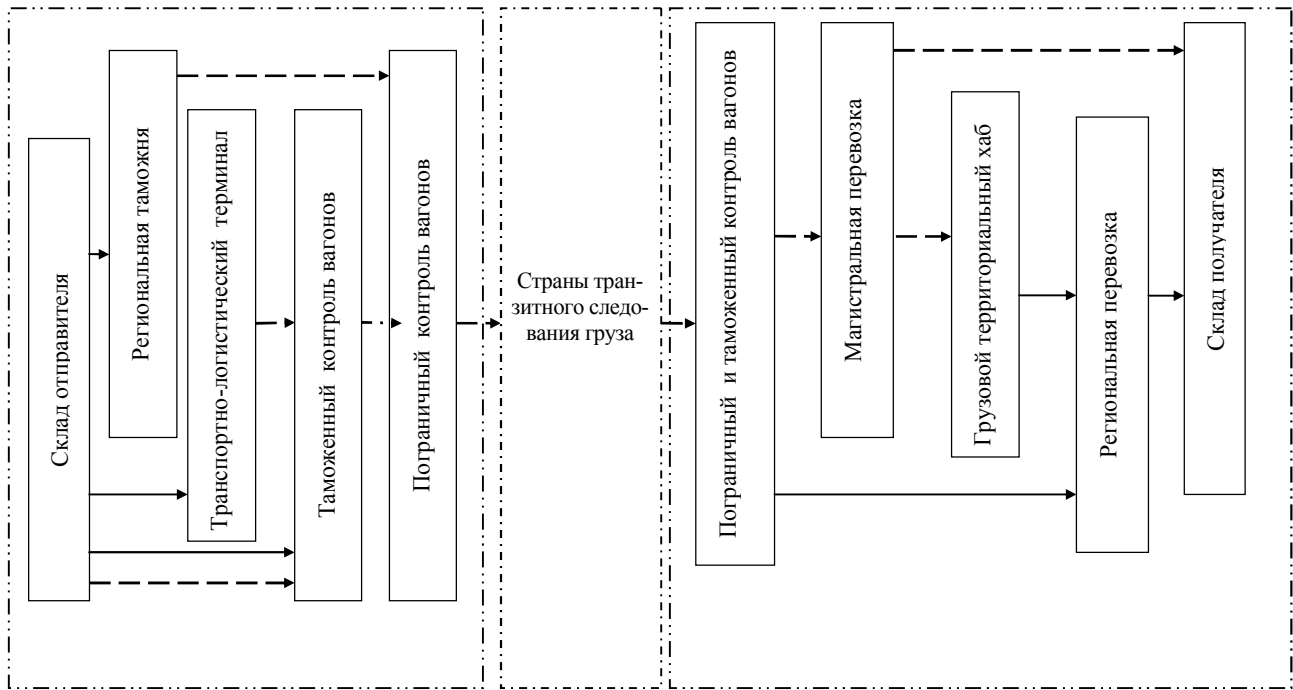 Склад отправителя
Региональная таможня
Транспортно-логистический терминал
Таможенный контроль вагонов
Пограничный контроль вагонов
Страны тран-
зитного следо-
вания груза
Пограничный и таможенный контроль вагонов
Магистральная перевозка
Грузовой территориальный хаб
Региональная перевозка
Склад получателя